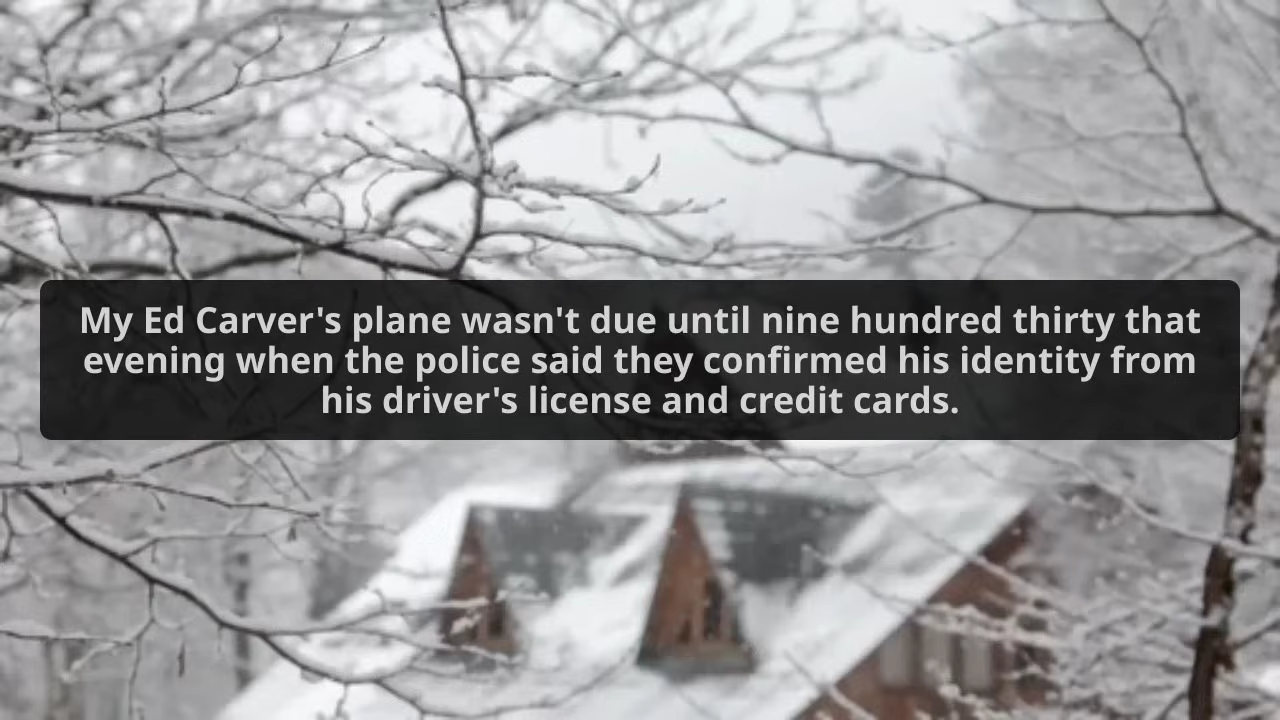 My Ed Carver's plane wasn't due until nine hundred thirty that
evening when the police said they confirmed his identity from
his driver's license and credit cards.